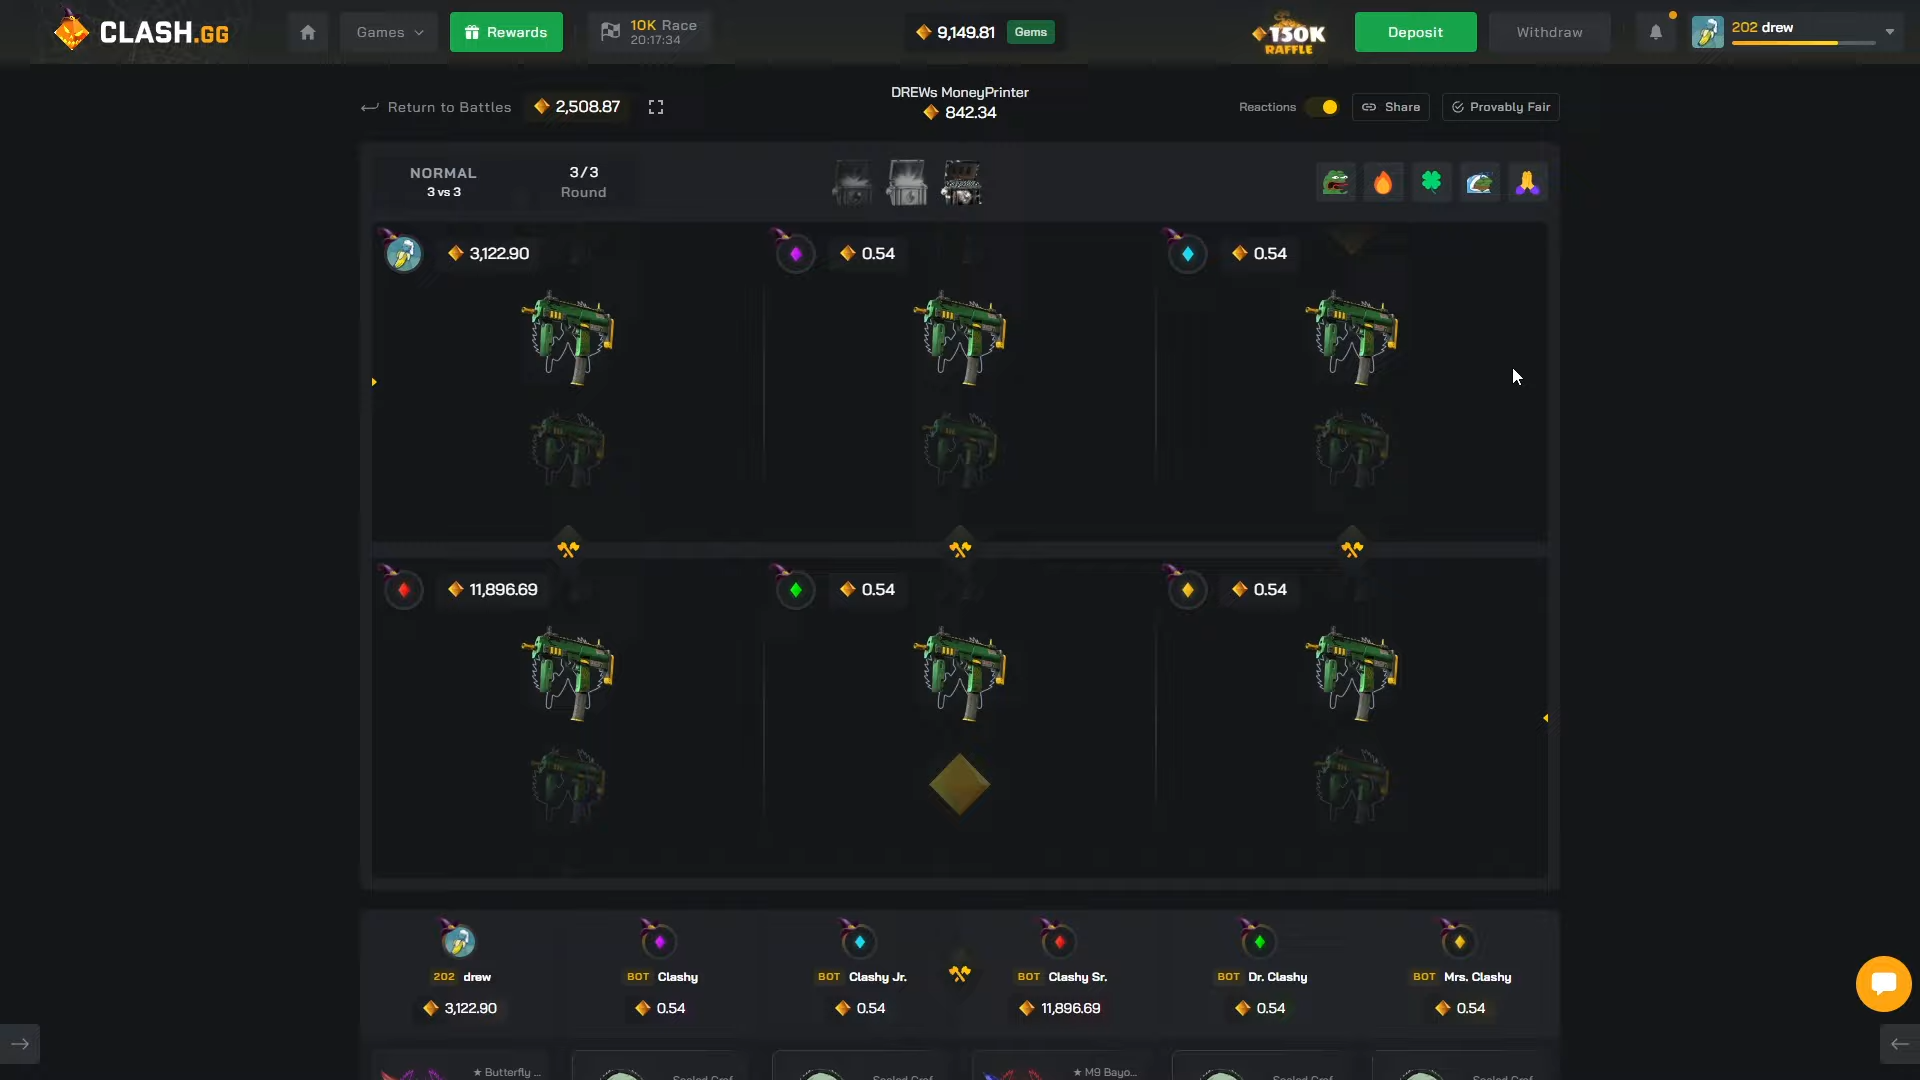 CLASH.GG
Games
Rewards
10K Race
20:17:34
9,149.81
Gems
150K
RAFFLE
Deposit
Withdraw
202 drew
Return to Battles
2,508.87
DREWs MoneyPrinter
842.34
Reactions
Share
Provably Fair
NORMAL
3 vs 3
3/3
Round
3,122.90
0.54
0.54
11,896.69
0.54
0.54
202 drew
BOT Clashy
BOT Clashy Jr.
BOT Clashy Sr.
BOT Dr. Clashy
BOT Mrs. Clashy
3,122.90
0.54
0.54
11,896.69
0.54
0.54
★ Butterfly ...
★ M9 Bayo...